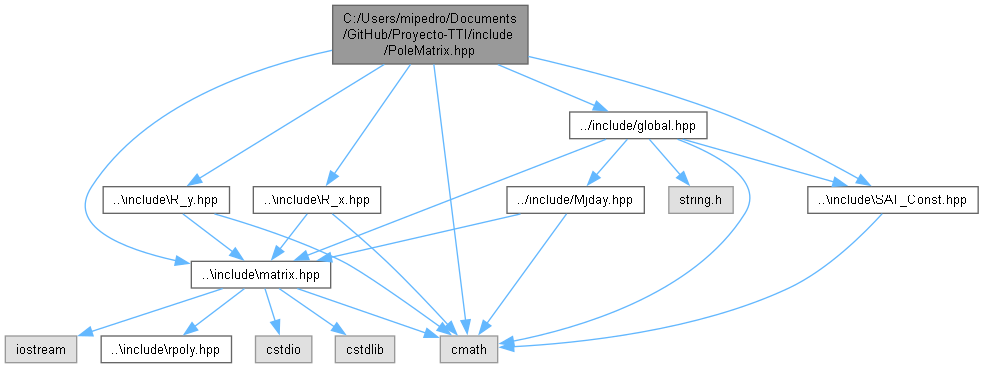 C:/Users/mipedro/Documents
/GitHub/Proyecto-TTI/include
/PoleMatrix.hpp
../include/global.hpp
..\include\R_y.hpp
..\include\R_x.hpp
../include/Mjday.hpp
string.h
..\include\SAT_Const.hpp
..\include\matrix.hpp
iostream
..\include\rpoly.hpp
cstdio
cstdlib
cmath